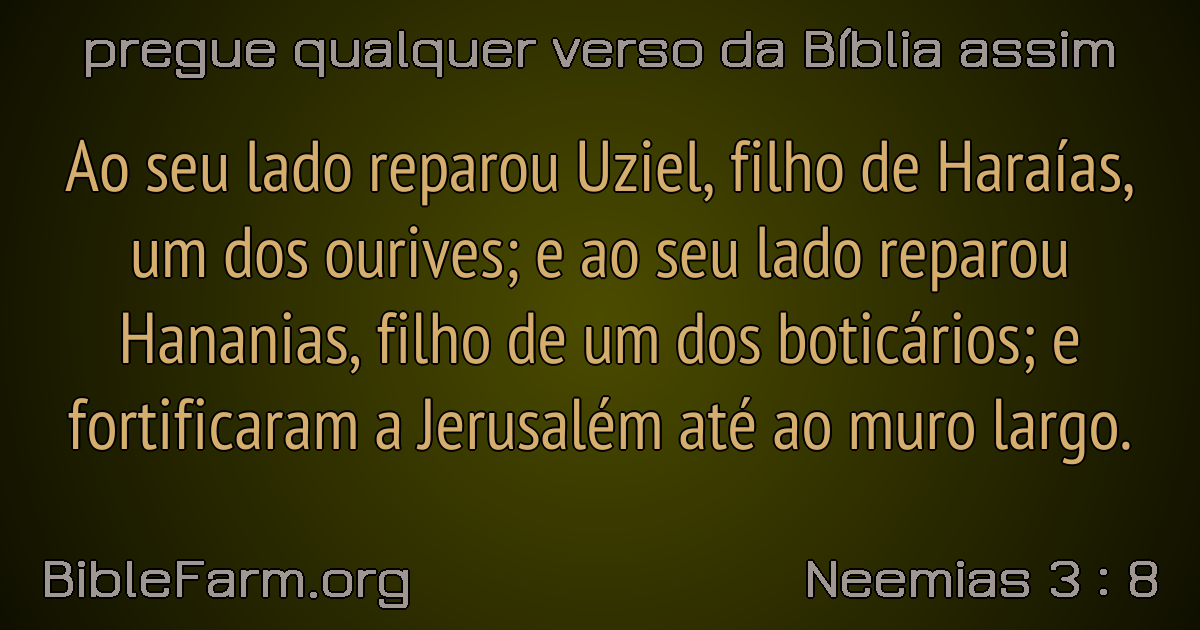 pregue qualquer verso da Bíblia assim
Ao seu lado reparou Uziel, filho de Haraías,
um dos ourives; e ao seu lado reparou
Hananias, filho de um dos boticários; e
fortificaram a Jerusalém até ao muro largo.
BibleFarm.org
Neemias 3 : 8